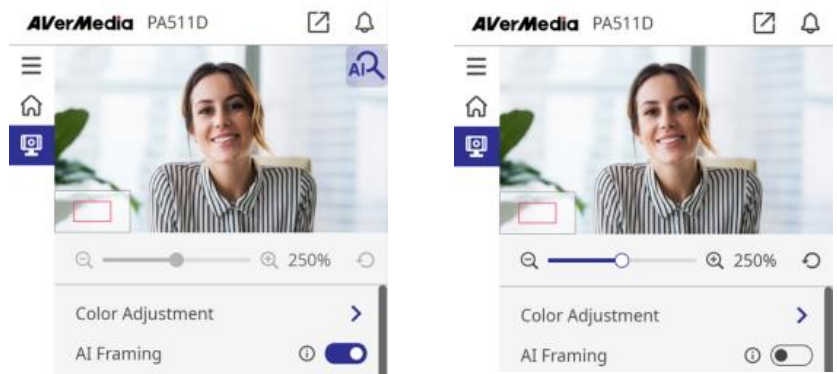 AVerMedia PA511D
AI
250%
Color Adjustment
AI Framing
AVerMedia PA511D
250%
Color Adjustment
AI Framing